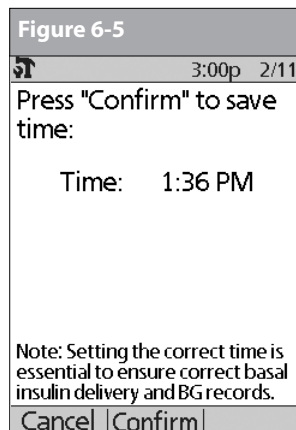 Figure 6-5
3:00p 2/11
Press "Confirm" to save
time:
Time: 1:36 PM
Note: Setting the correct time is
essential to ensure correct basal
insulin delivery and BG records.
Cancel Confirm